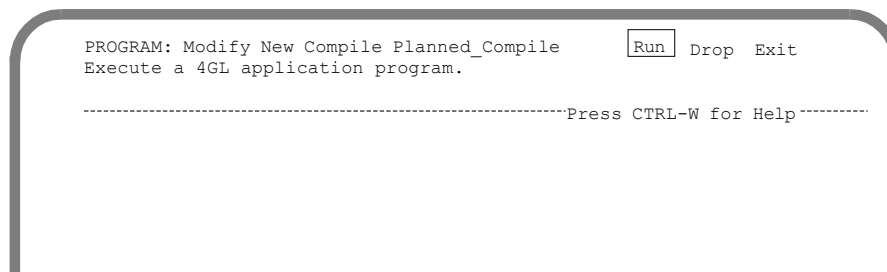 PROGRAM: Modify New Compile Planned_Compile Run Drop Exit
Execute a 4GL application program.
Press CTRL-W for Help